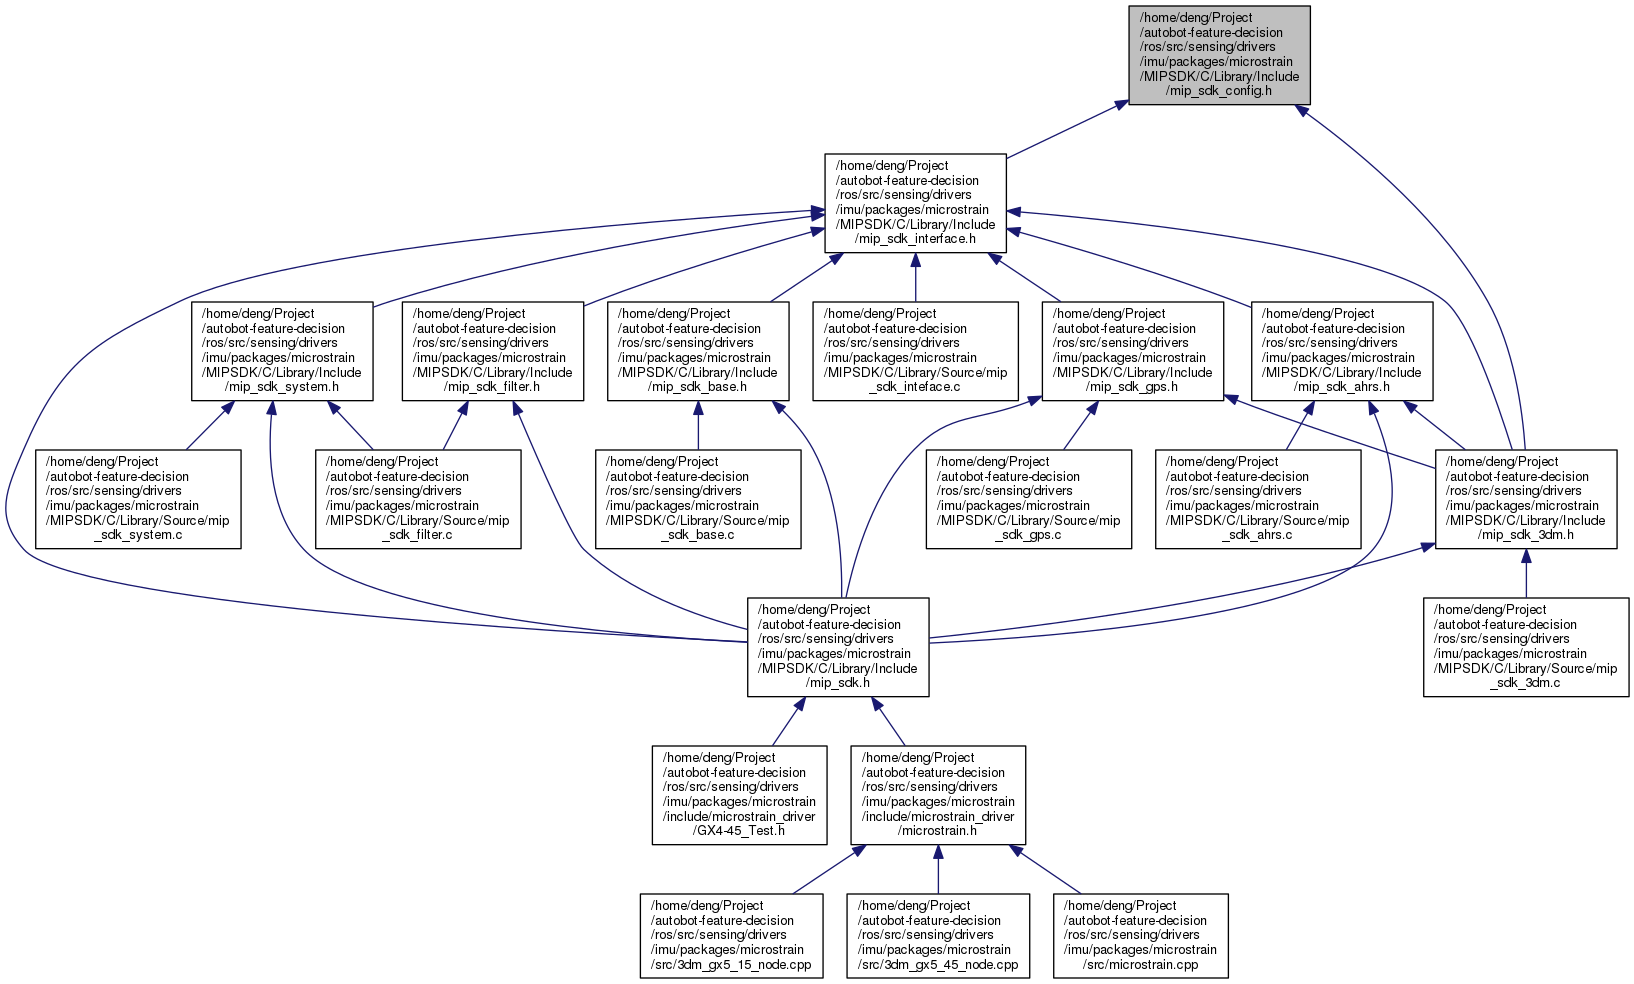 /home/deng/Project
/autobot-feature-decision
/ros/src/sensing/drivers
/imu/packages/microstrain
/MIPSDK/C/Library/Include
/mip_sdk_config.h
/home/deng/Project
/autobot-feature-decision
/ros/src/sensing/drivers
/imu/packages/microstrain
/MIPSDK/C/Library/Include
/mip_sdk_interface.h
/home/deng/Project
/autobot-feature-decision
/ros/src/sensing/drivers
/imu/packages/microstrain
/MIPSDK/C/Library/Include
/mip_sdk_system.h
/home/deng/Project
/autobot-feature-decision
/ros/src/sensing/drivers
/imu/packages/microstrain
/MIPSDK/C/Library/Include
/mip_sdk_filter.h
/home/deng/Project
/autobot-feature-decision
/ros/src/sensing/drivers
/imu/packages/microstrain
/MIPSDK/C/Library/Include
/mip_sdk_base.h
/home/deng/Project
/autobot-feature-decision
/ros/src/sensing/drivers
/imu/packages/microstrain
/MIPSDK/C/Library/Source/mip
_sdk_inteface.c
/home/deng/Project
/autobot-feature-decision
/ros/src/sensing/drivers
/imu/packages/microstrain
/MIPSDK/C/Library/Include
/mip_sdk_gps.h
/home/deng/Project
/autobot-feature-decision
/ros/src/sensing/drivers
/imu/packages/microstrain
/MIPSDK/C/Library/Include
/mip_sdk_ahrs.h
/home/deng/Project
/autobot-feature-decision
/ros/src/sensing/drivers
/imu/packages/microstrain
/MIPSDK/C/Library/Source/mip
_sdk_system.c
/home/deng/Project
/autobot-feature-decision
/ros/src/sensing/drivers
/imu/packages/microstrain
/MIPSDK/C/Library/Source/mip
_sdk_filter.c
/home/deng/Project
/autobot-feature-decision
/ros/src/sensing/drivers
/imu/packages/microstrain
/MIPSDK/C/Library/Source/mip
_sdk_base.c
/home/deng/Project
/autobot-feature-decision
/ros/src/sensing/drivers
/imu/packages/microstrain
/MIPSDK/C/Library/Source/mip
_sdk_gps.c
/home/deng/Project
/autobot-feature-decision
/ros/src/sensing/drivers
/imu/packages/microstrain
/MIPSDK/C/Library/Source/mip
_sdk_ahrs.c
/home/deng/Project
/autobot-feature-decision
/ros/src/sensing/drivers
/imu/packages/microstrain
/MIPSDK/C/Library/Include
/mip_sdk_3dm.h
/home/deng/Project
/autobot-feature-decision
/ros/src/sensing/drivers
/imu/packages/microstrain
/MIPSDK/C/Library/Include
/mip_sdk.h
/home/deng/Project
/autobot-feature-decision
/ros/src/sensing/drivers
/imu/packages/microstrain
/MIPSDK/C/Library/Source/mip
_sdk_3dm.c
/home/deng/Project
/autobot-feature-decision
/ros/src/sensing/drivers
/imu/packages/microstrain
/include/microstrain_driver
/GX4-45_Test.h
/home/deng/Project
/autobot-feature-decision
/ros/src/sensing/drivers
/imu/packages/microstrain
/include/microstrain_driver
/microstrain.h
/home/deng/Project
/autobot-feature-decision
/ros/src/sensing/drivers
/imu/packages/microstrain
/src/3dm_gx5_15_node.cpp
/home/deng/Project
/autobot-feature-decision
/ros/src/sensing/drivers
/imu/packages/microstrain
/src/3dm_gx5_45_node.cpp
/home/deng/Project
/autobot-feature-decision
/ros/src/sensing/drivers
/imu/packages/microstrain
/src/microstrain.cpp